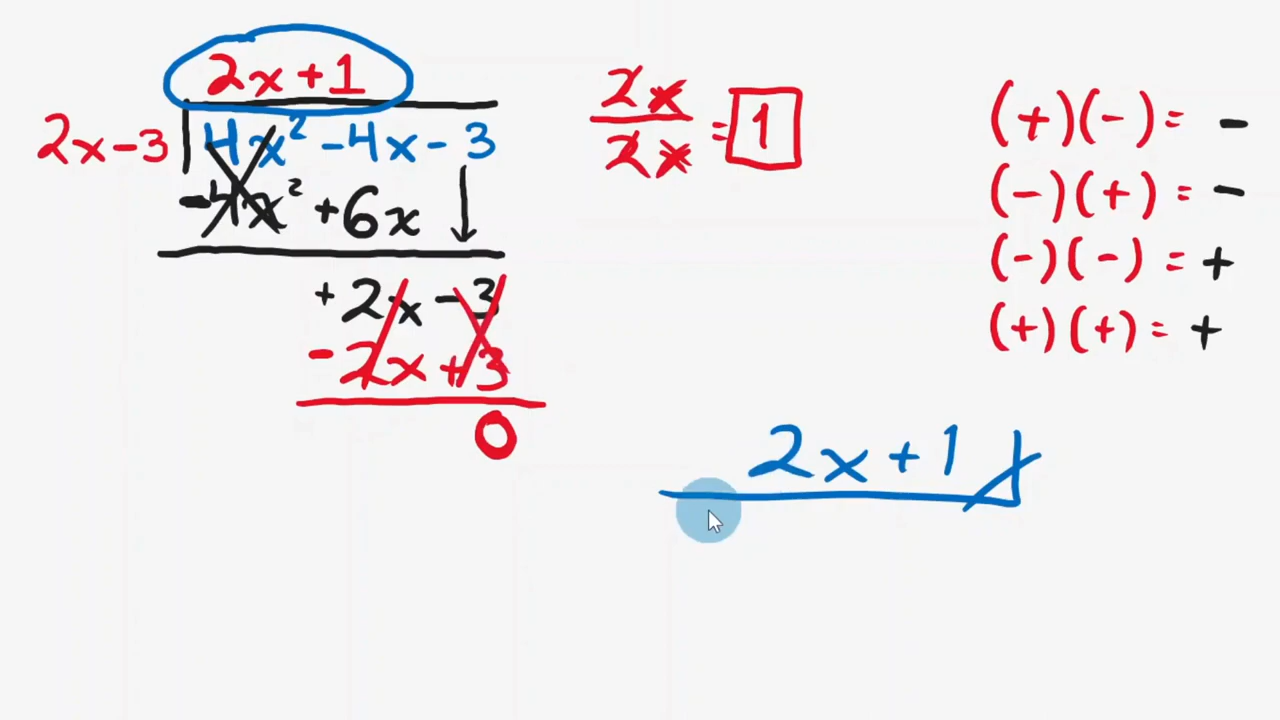 2x+1
2x-3 4x²-4x-3
-4x²+6x
+2x-3
-2x+3
0
2x
2x
=1
(+)(-)= -
(-)(+)= -
(-)(-)= +
(+)(+)= +
2x+1